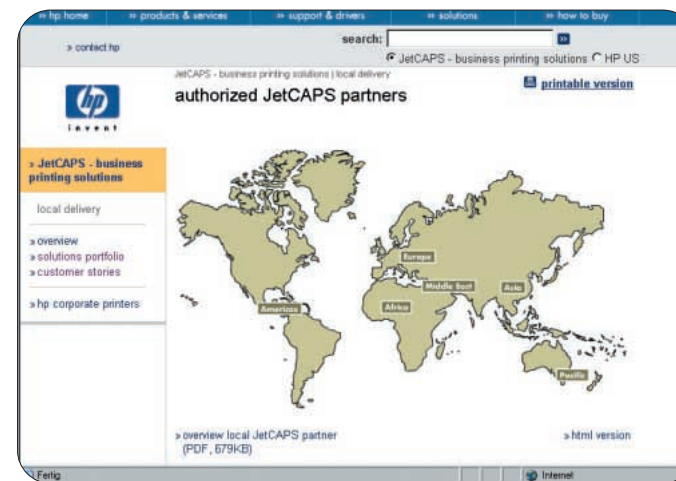 » hp home
» products & services
» support & drivers
» solutions
» how to buy
» contact hp
search:
»
JetCAPS - business printing solutions
HP US
JetCAPS - business printing solutions | local delivery
authorized JetCAPS partners
printable version
hp
invent
» JetCAPS - business
printing solutions
local delivery
» overview
» solutions portfolio
» customer stories
» hp corporate printers
Europe
Middle East
Asia
Americas
Africa
Pacific
» overview local JetCAPS partner
(PDF, 679KB)
» html version
Fertig
Internet